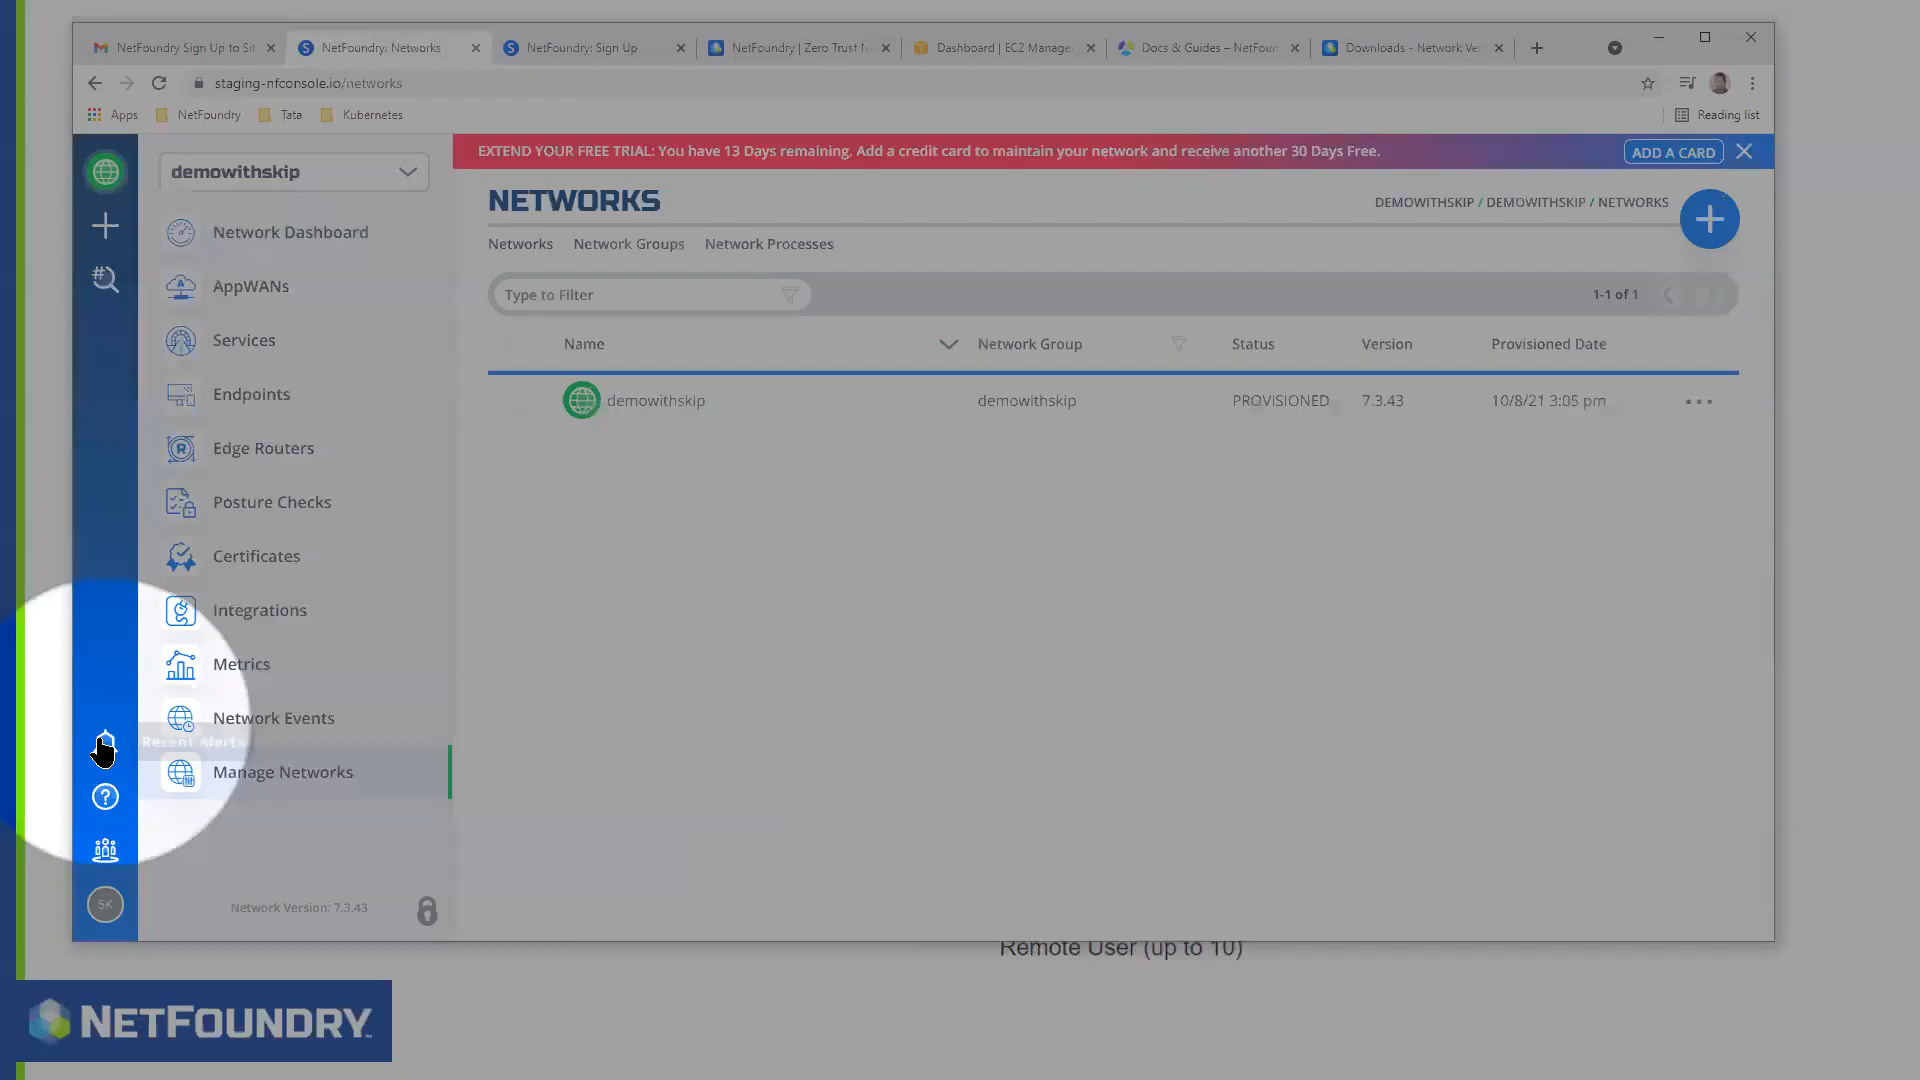 NetFoundry Sign Up to Sit
NetFoundry: Networks
NetFoundry: Sign Up
NetFoundry | Zero Trust N
Dashboard | EC2 Manage
Docs & Guides – NetFoun
Downloads - Network Ve
staging-nfconsole.io/networks
Apps
NetFoundry
Tata
Kubernetes
Reading list
EXTEND YOUR FREE TRIAL: You have 13 Days remaining. Add a credit card to maintain your network and receive another 30 Days Free.
ADD A CARD
demowithskip
Network Dashboard
AppWANs
Services
Endpoints
Edge Routers
Posture Checks
Certificates
Integrations
Metrics
Network Events
Recent Alerts
Manage Networks
SK
Network Version: 7.3.43
NETWORKS
DEMOWITHSKIP / DEMOWITHSKIP / NETWORKS
Networks Network Groups Network Processes
Type to Filter
1-1 of 1
Name Network Group Status Version Provisioned Date
demowithskip demowithskip PROVISIONED 7.3.43 10/8/21 3:05 pm
Remote User (up to 10)
NETFOUNDRY